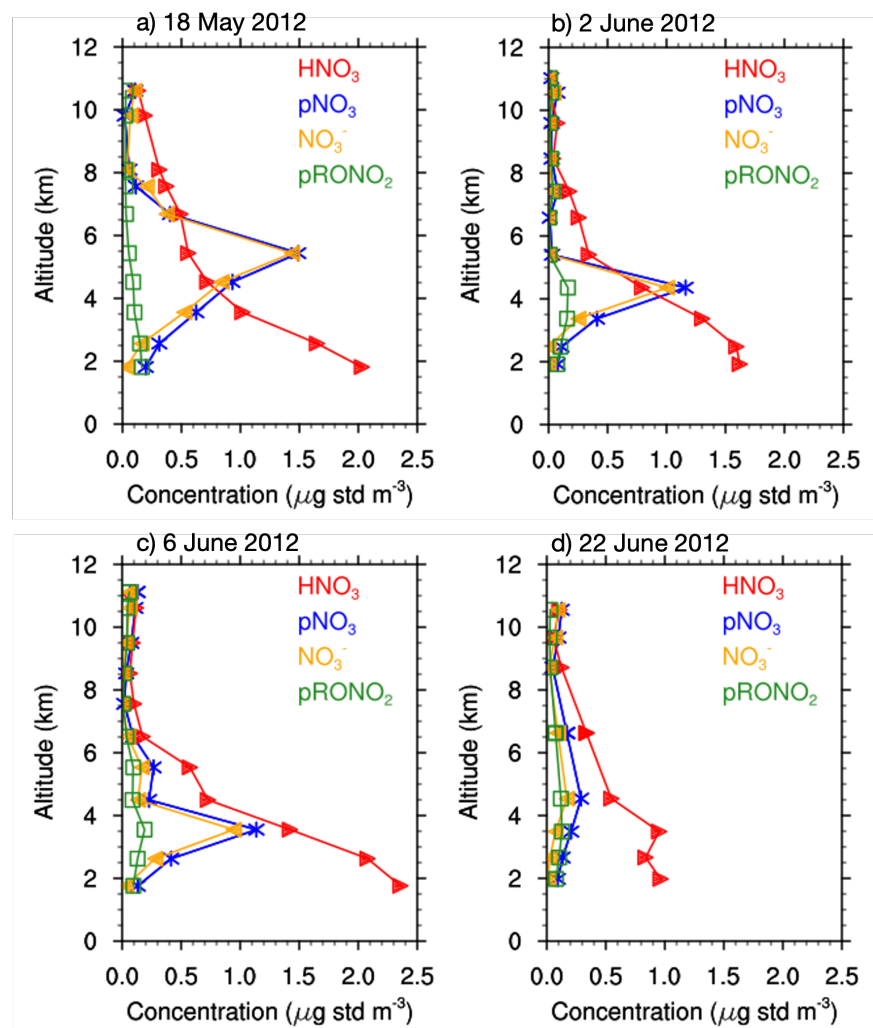 a) 18 May 2012
12
10
8
6
4
2
0
Altitude (km)
HNO3
pNO3
NO3-
pRONO2
0.0 0.5 1.0 1.5 2.0 2.5
Concentration (μg std m-3)
b) 2 June 2012
12
10
8
6
4
2
0
Altitude (km)
HNO3
pNO3
NO3-
pRONO2
0.0 0.5 1.0 1.5 2.0 2.5
Concentration (μg std m-3)
c) 6 June 2012
12
10
8
6
4
2
0
Altitude (km)
HNO3
pNO3
NO3-
pRONO2
0.0 0.5 1.0 1.5 2.0 2.5
Concentration (μg std m-3)
d) 22 June 2012
12
10
8
6
4
2
0
Altitude (km)
HNO3
pNO3
NO3-
pRONO2
0.0 0.5 1.0 1.5 2.0 2.5
Concentration (μg std m-3)